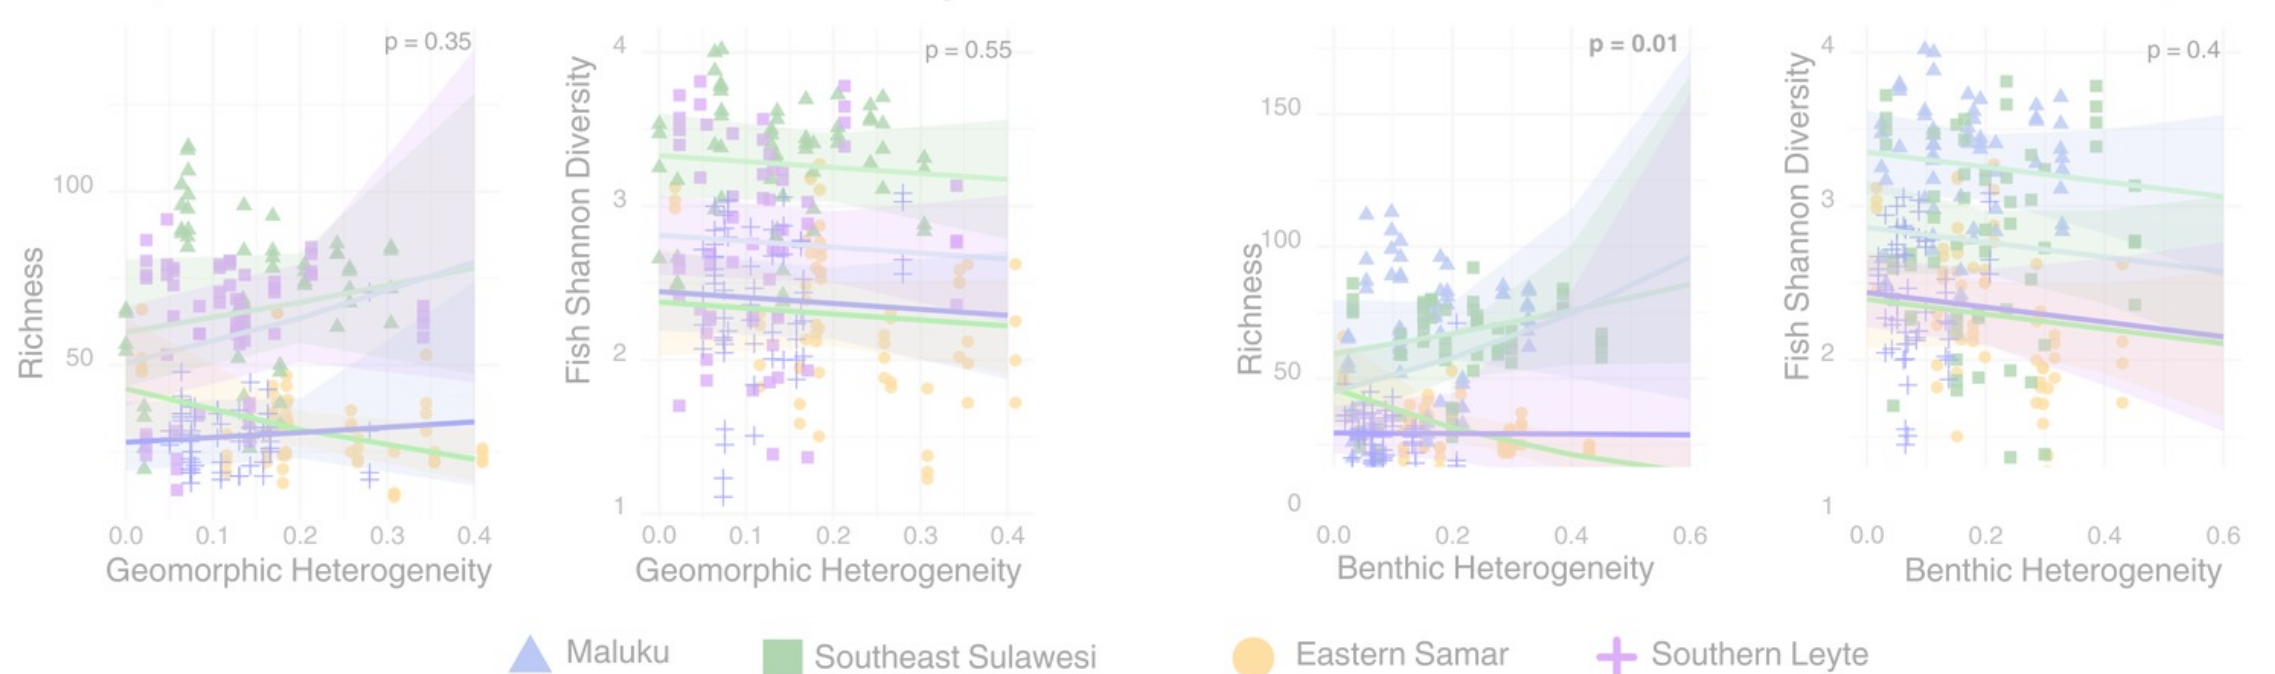 p = 0.35
100
50
Richness
0.0 0.1 0.2 0.3 0.4
Geomorphic Heterogeneity
p = 0.55
4
3
2
1
Fish Shannon Diversity
0.0 0.1 0.2 0.3 0.4
Geomorphic Heterogeneity
p = 0.01
150
100
50
0
Richness
0.0 0.2 0.4 0.6
Benthic Heterogeneity
p = 0.4
4
3
2
1
Fish Shannon Diversity
0.0 0.2 0.4 0.6
Benthic Heterogeneity
Maluku Southeast Sulawesi Eastern Samar Southern Leyte